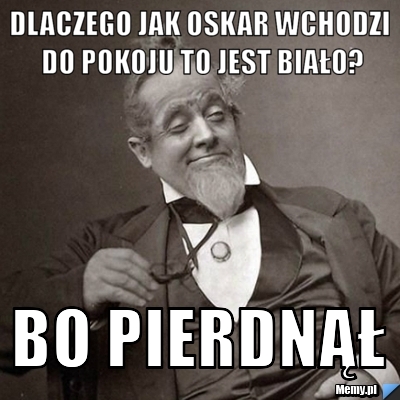 DLACZEGO JAK OSKAR WCHODZI
DO POKOJU TO JEST BIAŁO?
BO PIERDNĄŁ
Memy.pl